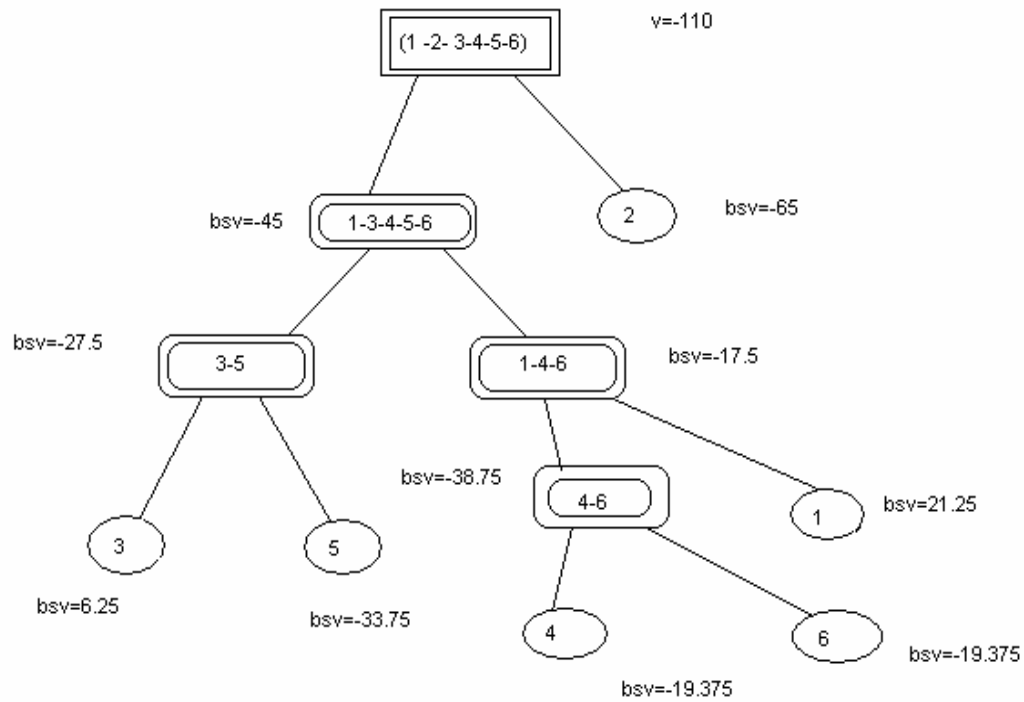 (1 -2- 3-4-5-6)
v=-110
bsv=-45
1-3-4-5-6
2
bsv=-65
bsv=-27.5
3-5
1-4-6
bsv=-17.5
bsv=-38.75
4-6
1
bsv=21.25
3
5
bsv=6.25
bsv=-33.75
4
6
bsv=-19.375
bsv=-19.375